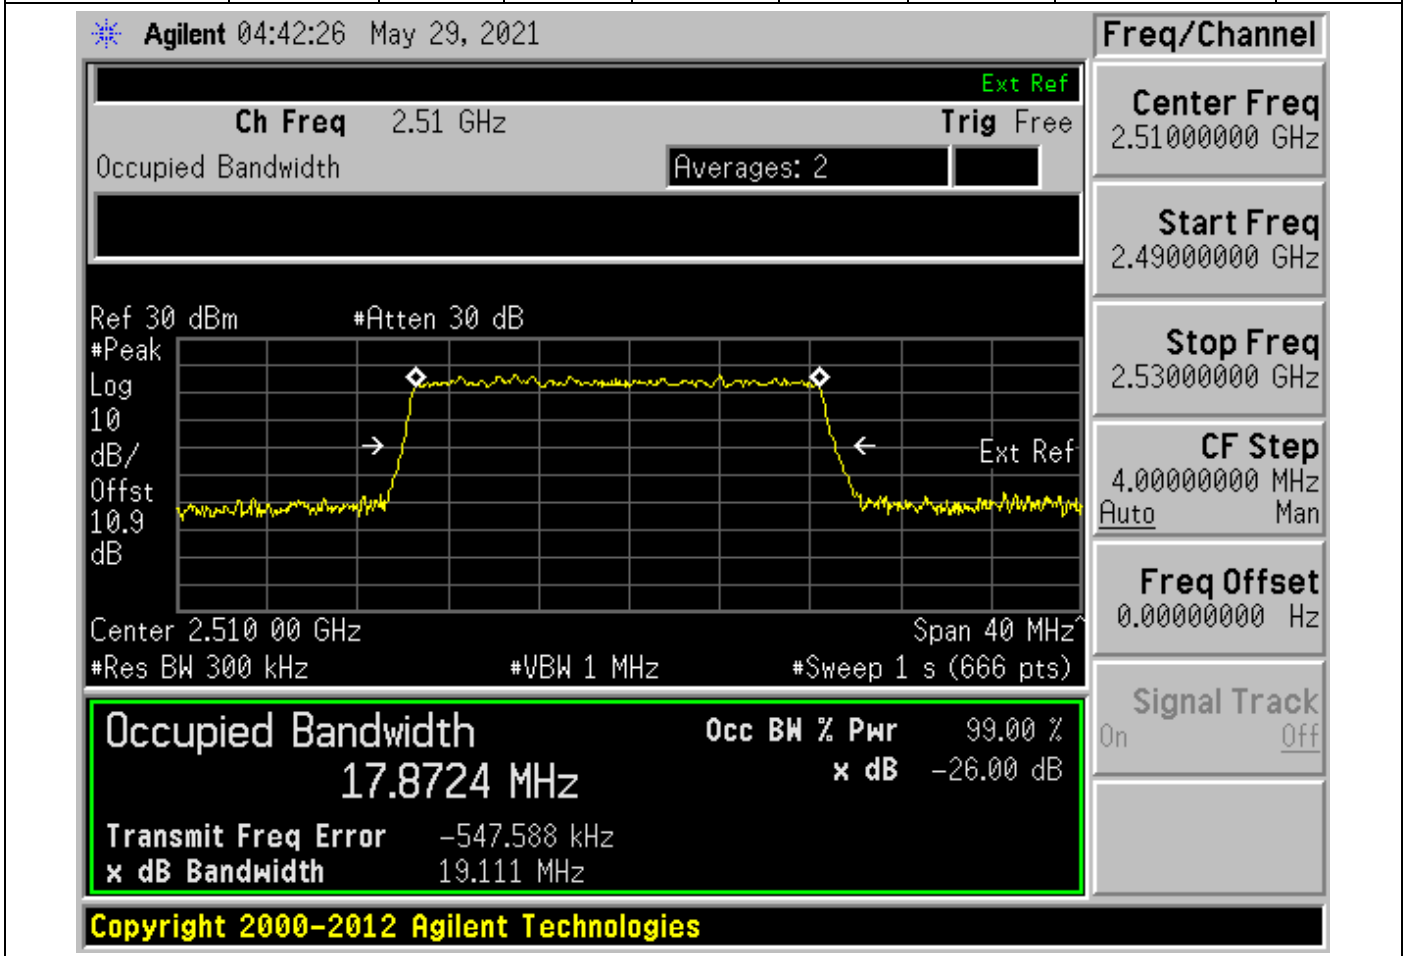 Agilent 04:42:26 May 29, 2021
Freq/Channel
Ext Ref
Ch Freq 2.51 GHz Trig Free
Occupied Bandwidth Averages: 2
Center Freq
2.51000000 GHz
Start Freq
2.49000000 GHz
Stop Freq
2.53000000 GHz
CF Step
4.00000000 MHz
Auto Man
Freq Offset
0.00000000 Hz
Signal Track
On Off
Ref 30 dBm #Atten 30 dB
#Peak
Log
10
dB/
Offst
10.9
dB
Ext Ref
Center 2.510 00 GHz Span 40 MHz^
#Res BW 300 kHz #VBW 1 MHz #Sweep 1 s (666 pts)
Occupied Bandwidth
17.8724 MHz
Occ BW % Pwr 99.00 %
x dB -26.00 dB
Transmit Freq Error -547.588 kHz
x dB Bandwidth 19.111 MHz
Copyright 2000-2012 Agilent Technologies